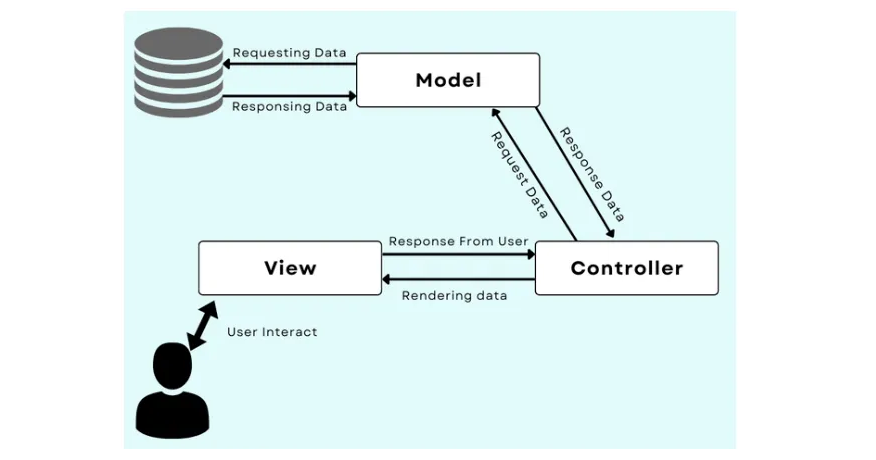 Requesting Data
Model
Responsing Data
Request Data
Response Data
Response From User
View
Controller
Rendering data
User Interact